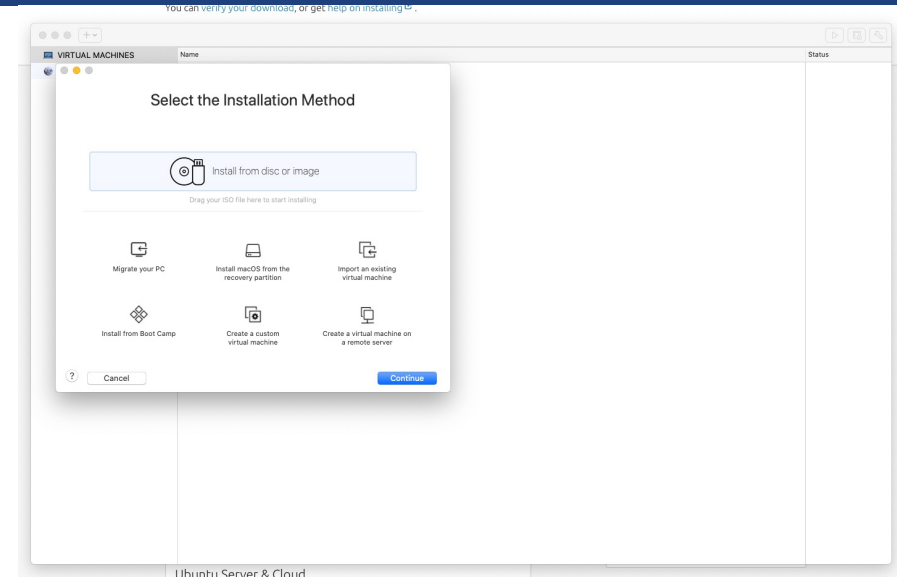 You can verify your download, or get help on installing.
VIRTUAL MACHINES
Name
Status
Select the Installation Method
Install from disc or image
Drag your ISO file here to start installing
Migrate your PC
Install macOS from the
recovery partition
Import an existing
virtual machine
Install from Boot Camp
Create a custom
virtual machine
Create a virtual machine on
a remote server
?
Cancel
Continue
Ubuntu Server & Cloud